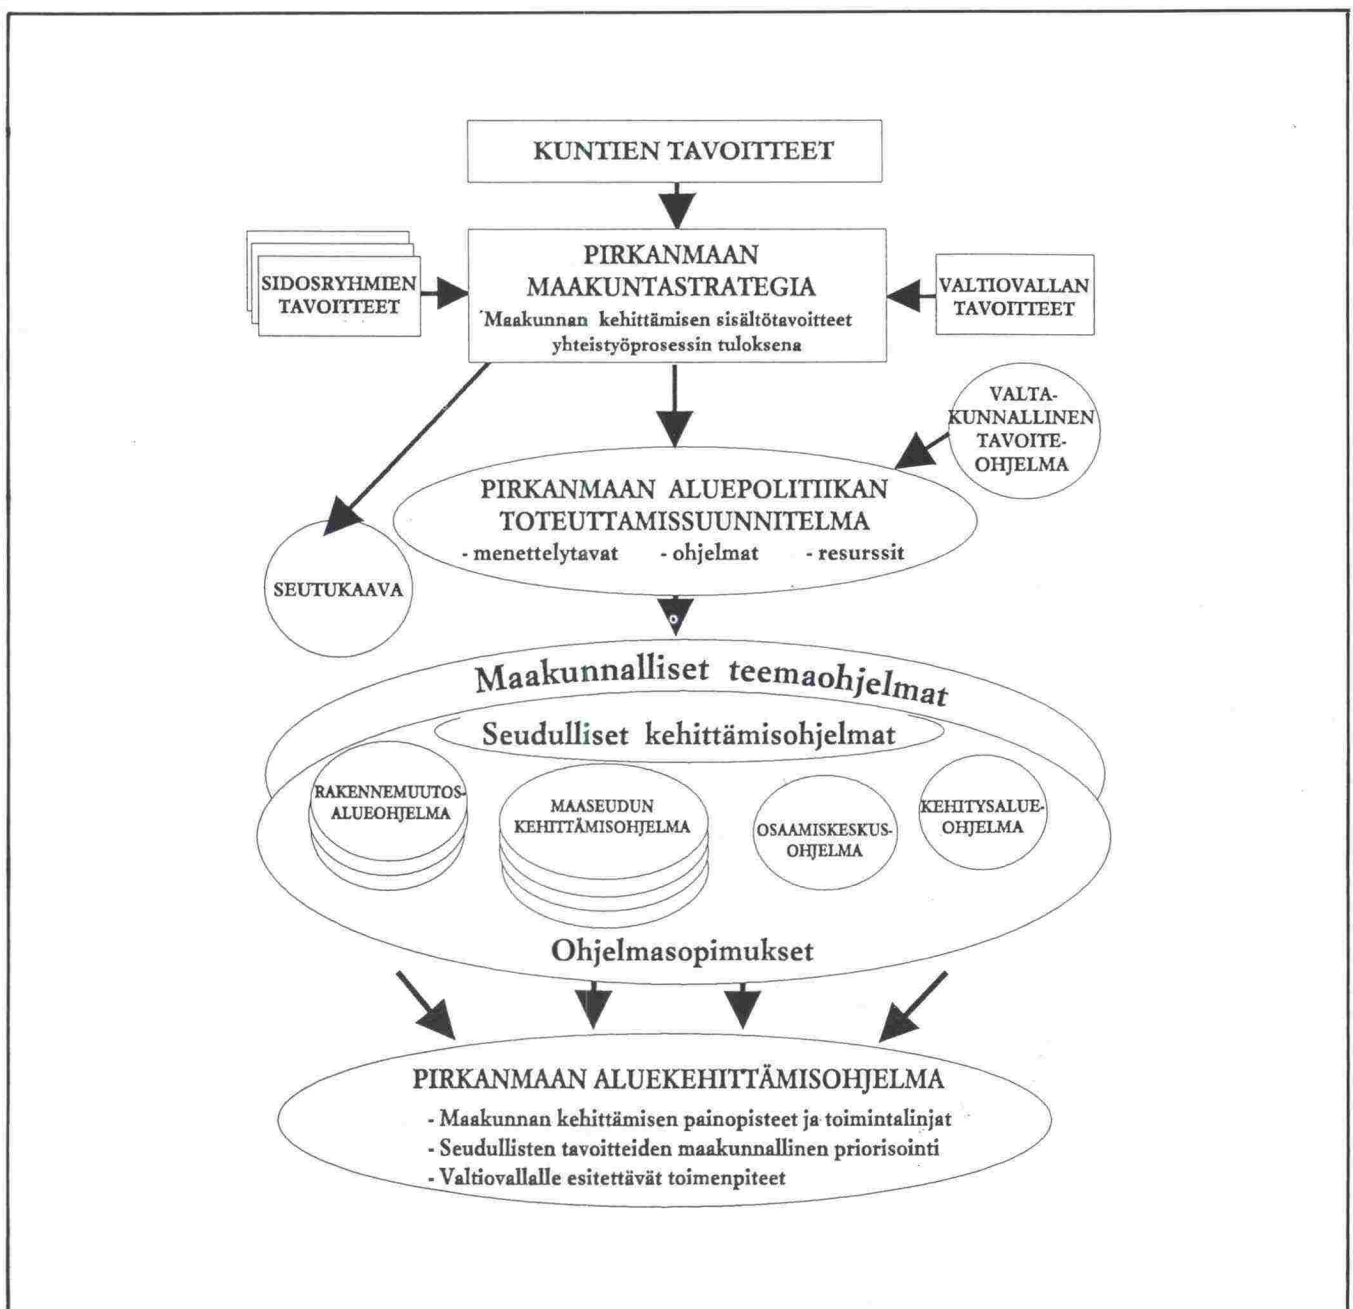 KUNTIEN TAVOITTEET
PIRKANMAAN
MAAKUNTASTRATEGIA
Maakunnan kehittämisen sisältötavoitteet
yhteistyöprosessin tuloksena
SIDOSRYHMIEN
TAVOITTEET
VALTIOVALLAN
TAVOITTEET
VALTA-
KUNNALLINEN
TAVOITE-
OHJELMA
PIRKANMAAN ALUEPOLITIIKAN
TOTEUTTAMISSUUNNITELMA
- menettelytavat - ohjelmat - resurssit
SEUTUKAAVA
Maakunnalliset teemaohjelmat
Seudulliset kehittämisohjelmat
RAKENNEMUUTOS-
ALUEOHJELMA
MAASEUDUN
KEHITTÄMISOHJELMA
OSAAMISKESKUS-
OHJELMA
KEHITYSALUE-
OHJELMA
Ohjelmasopimukset
PIRKANMAAN ALUEKEHITTÄMISOHJELMA
- Maakunnan kehittämisen painopisteet ja toimintalinjat
- Seudullisten tavoitteiden maakunnallinen priorisointi
- Valtiovallalle esitettävät toimenpiteet